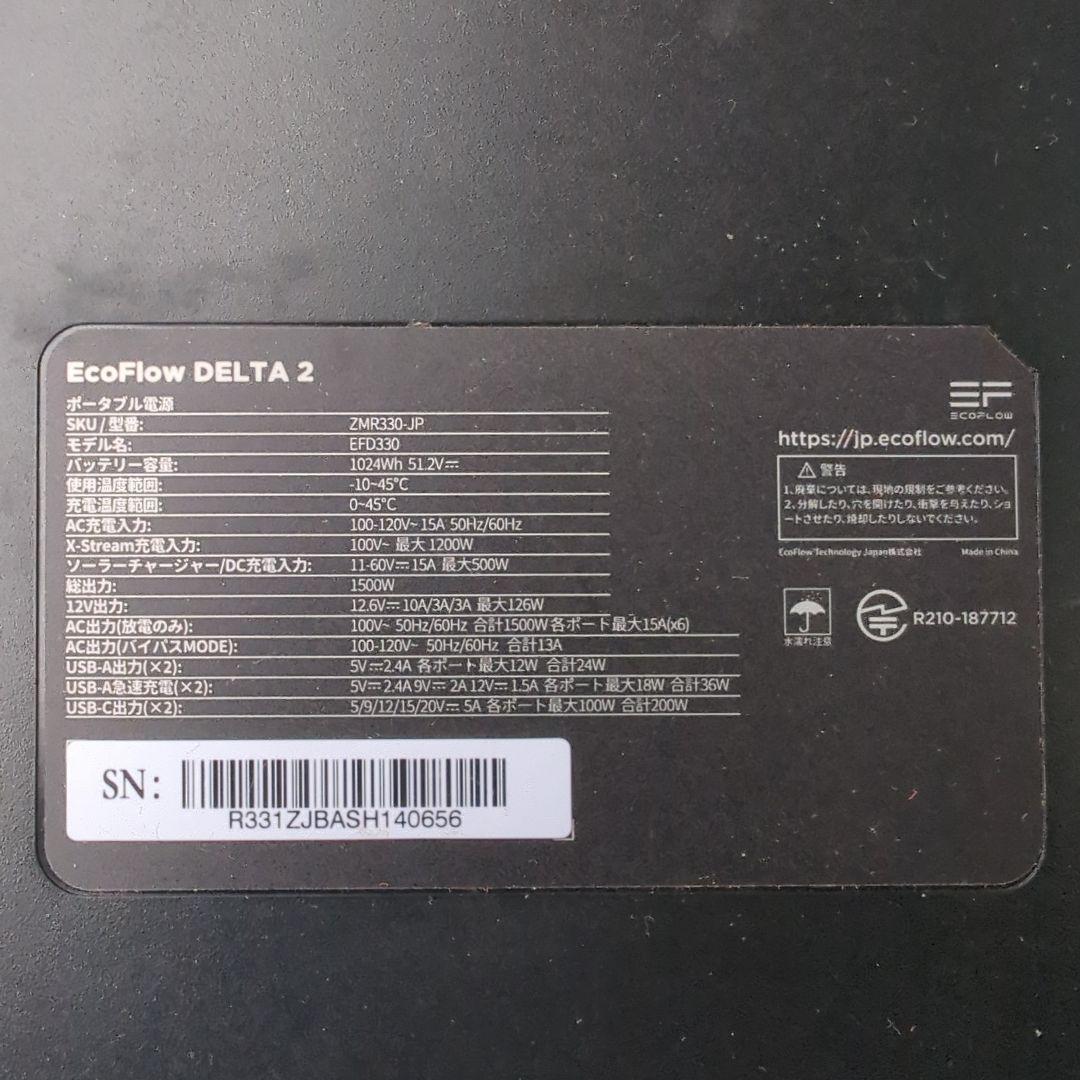 EcoFlow DELTA 2
ポータブル電源
SKU / 型番: ZMR330-JP
モデル名: EFD330
バッテリー容量: 1024Wh 51.2V⎓
使用温度範囲: -10~45°C
充電温度範囲: 0~45°C
AC充電入力: 100-120V~ 15A 50Hz/60Hz
X-Stream充電入力: 100V~ 最大 1200W
ソーラーチャージャー/DC充電入力: 11-60V⎓15A 最大500W
総出力: 1500W
12V出力: 12.6V⎓ 10A/3A/3A 最大126W
AC出力(放電のみ): 100V~ 50Hz/60Hz 合計1500W 各ポート最大15A(x6)
AC出力(バイパスMODE): 100-120V~ 50Hz/60Hz 合計13A
USB-A出力(×2): 5V⎓2.4A 各ポート最大12W 合計24W
USB-A急速充電(×2): 5V⎓2.4A 9V⎓ 2A 12V⎓ 1.5A 各ポート最大18W 合計36W
USB-C出力(×2): 5/9/12/15/20V⎓ 5A 各ポート最大100W 合計200W
SN:
R331ZJBASH140656
EF
ECOFLOW
https://jp.ecoflow.com/
⚠ 警告
1、廃棄については、現地の規制をご参考ください。
2、分解したり、穴を開けたり、衝撃を与えたり、ショ
ートさせたり、焼却したりしないでください。
EcoFlow Technology Japan株式会社 Made in China
水濡れ注意
R210-187712